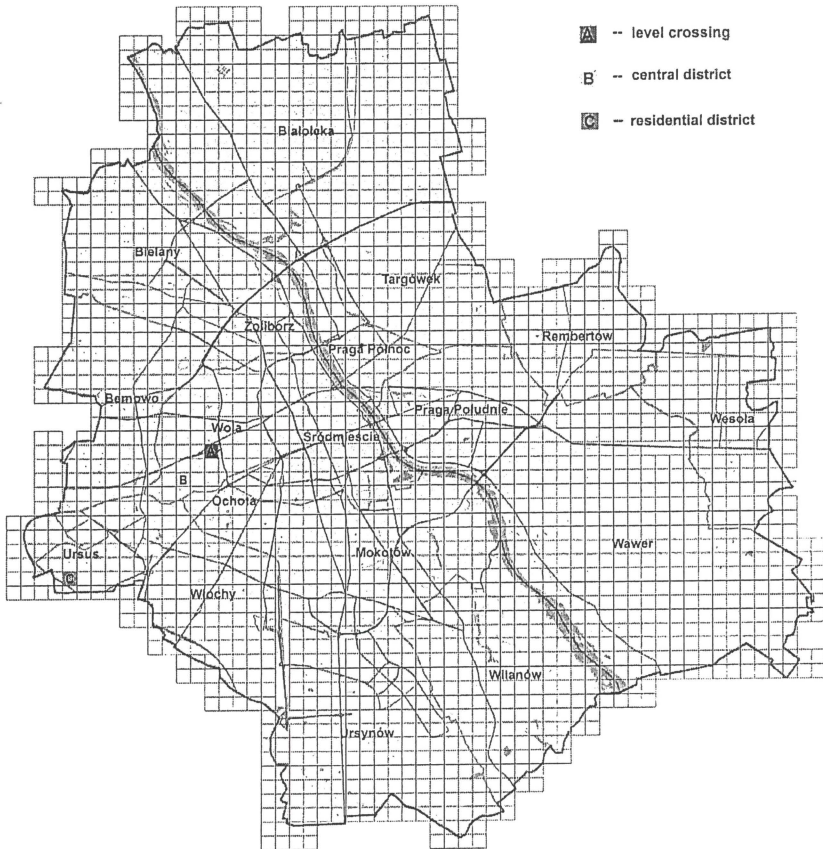 A -- level crossing
B -- central district
C -- residential district
Białołęka
Bielany
Targówek
Żoliborz
Rembertów
Praga Północ
Bemowo
Praga Południe
Wesoła
Wola
Śródmieście
A
B
Ochota
Ursus
Mokotów
Wawer
C
Włochy
Wilanów
Ursynów